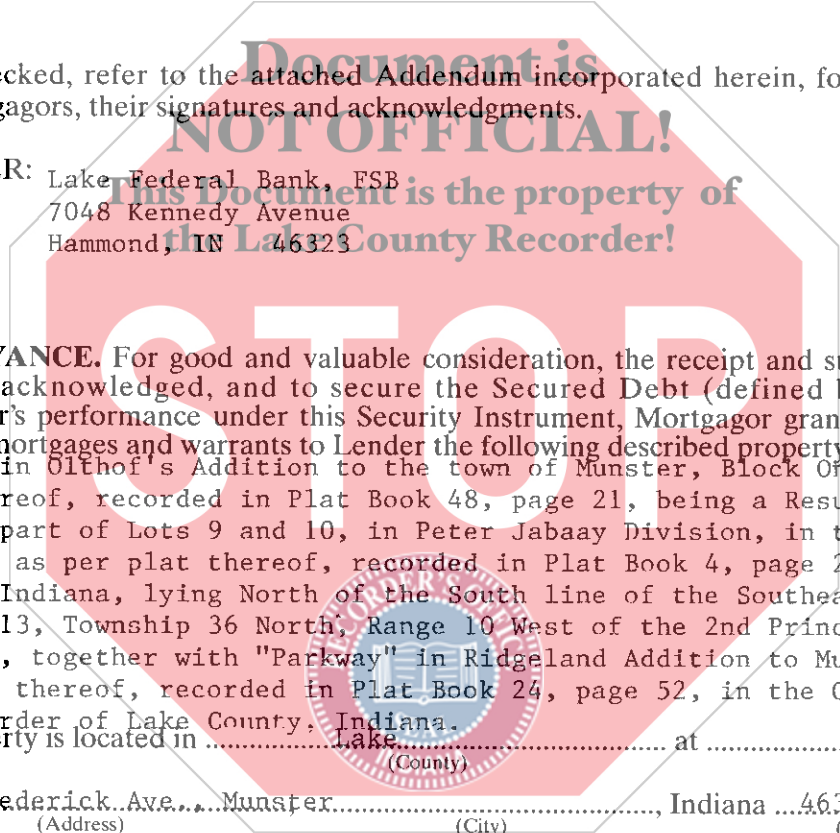 Document is
ecked, refer to the attached Addendum incorporated herein, fo
gagors, their signatures and acknowledgments.
NOT OFFICIAL!
R: Lake Federal Bank, FSB
This Document is the property of
7048 Kennedy Avenue
Hammond, IN 46323
the Lake County Recorder!
STOP
YANCE. For good and valuable consideration, the receipt and su
acknowledged, and to secure the Secured Debt (defined b
r's performance under this Security Instrument, Mortgagor gran
mortgages and warrants to Lender the following described property
in Olthof's Addition to the town of Munster, Block O
reof, recorded in Plat Book 48, page 21, being a Resu
part of Lots 9 and 10, in Peter Jabaay Division, in t
as per plat thereof, recorded in Plat Book 4, page 2
Indiana, lying North of the South line of the Southea
13, Township 36 North, Range 10 West of the 2nd Princ
, together with "Parkway" in Ridgeland Addition to Mu
thereof, recorded in Plat Book 24, page 52, in the O
rder of Lake County, Indiana.
erty is located in ..................Lake........................................ at ....................
(County)
ederick Ave., Munster................................................, Indiana ....463
(Address) (City)
RECORDER'S OFFICE
SEAL
INDIANA